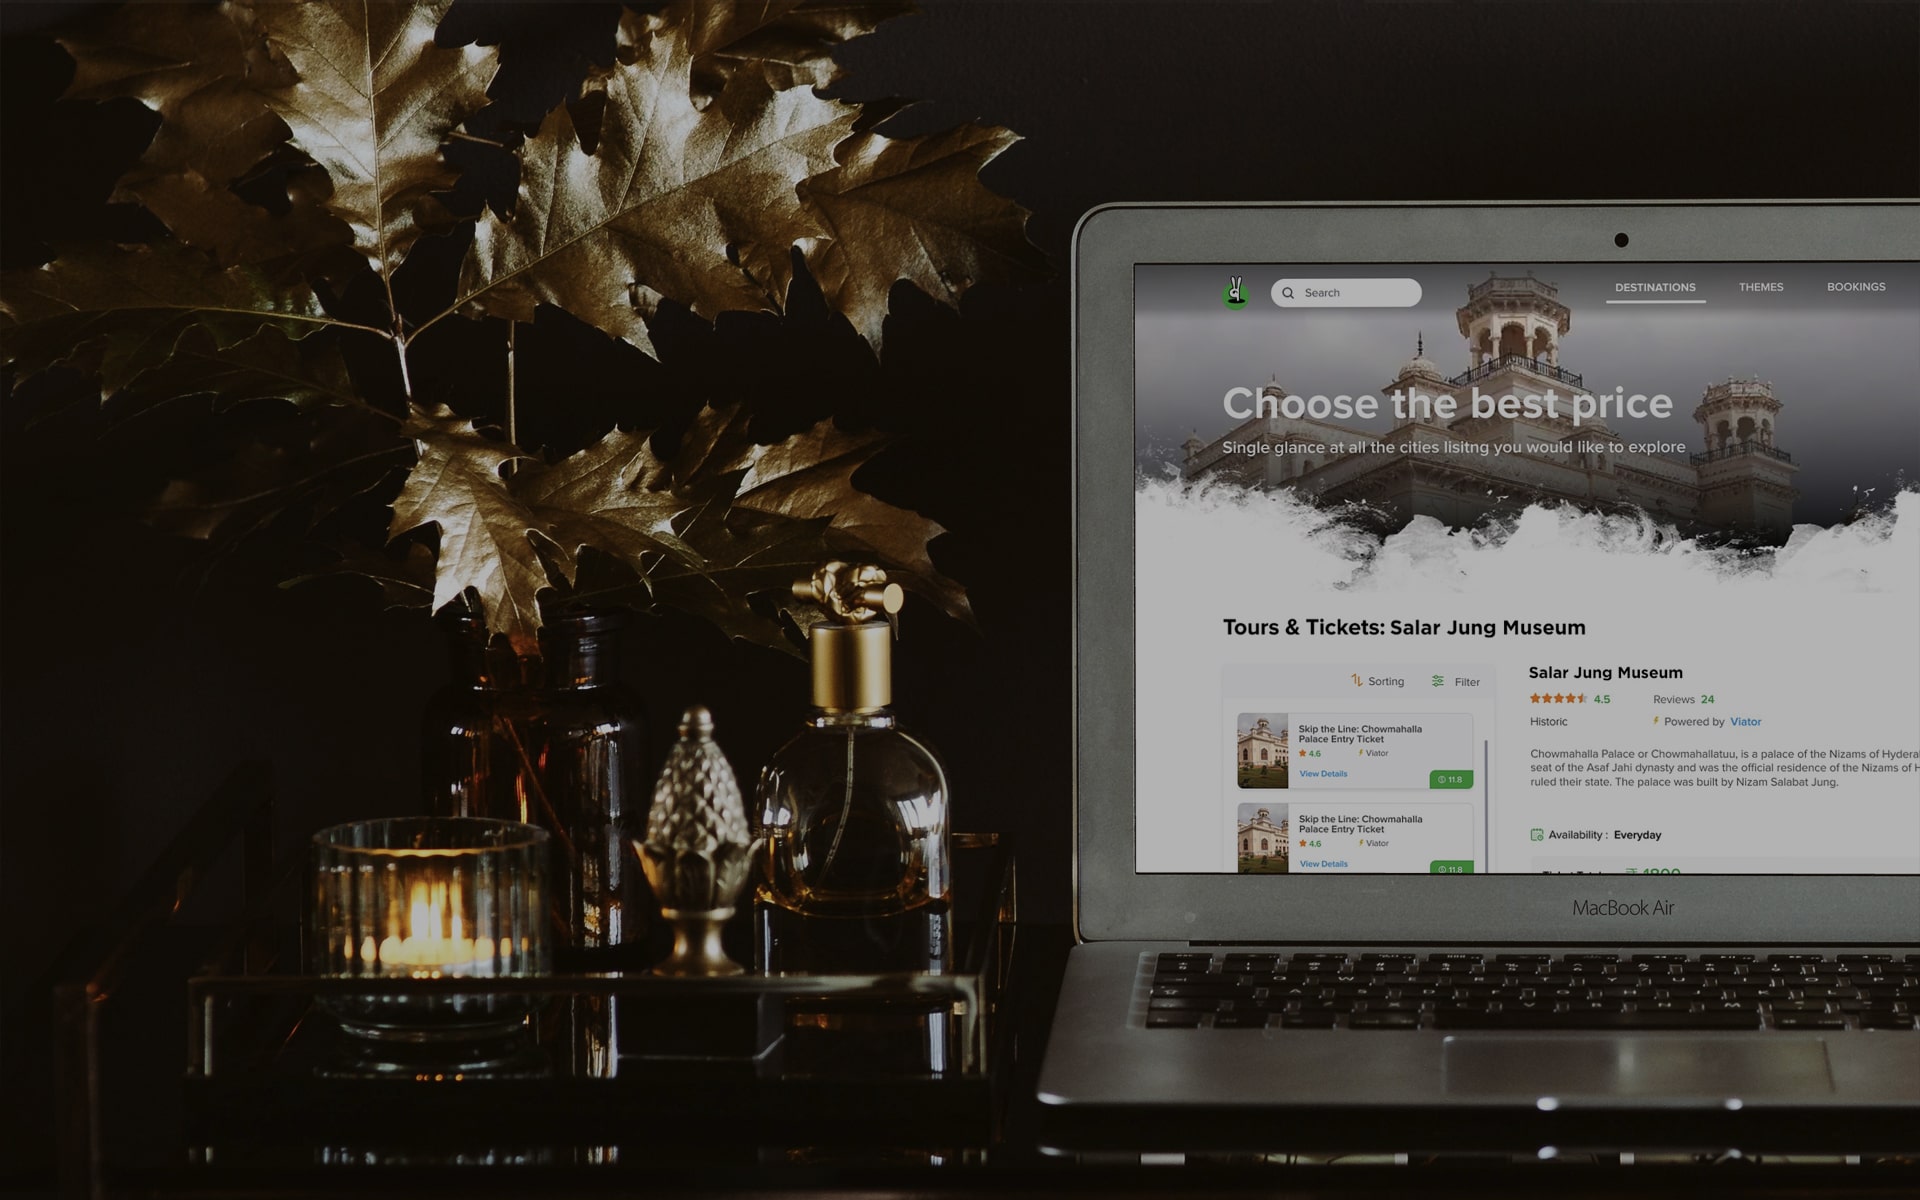 Search
DESTINATIONS
THEMES
BOOKINGS
Choose the best price
Single glance at all the cities lisitng you would like to explore
Tours & Tickets: Salar Jung Museum
Sorting
Filter
Skip the Line: Chowmahalla
Palace Entry Ticket
4.6
Viator
View Details
11.8
Skip the Line: Chowmahalla
Palace Entry Ticket
4.6
Viator
View Details
11.8
Salar Jung Museum
4.5
Reviews 24
Historic
Powered by Viator
Chowmahalla Palace or Chowmahallatuu, is a palace of the Nizams of
seat of the Asaf Jahi dynasty and was the official residence of the Nizams of
ruled their state. The palace was built by Nizam Salabat Jung.
Availability : Everyday
MacBook Air